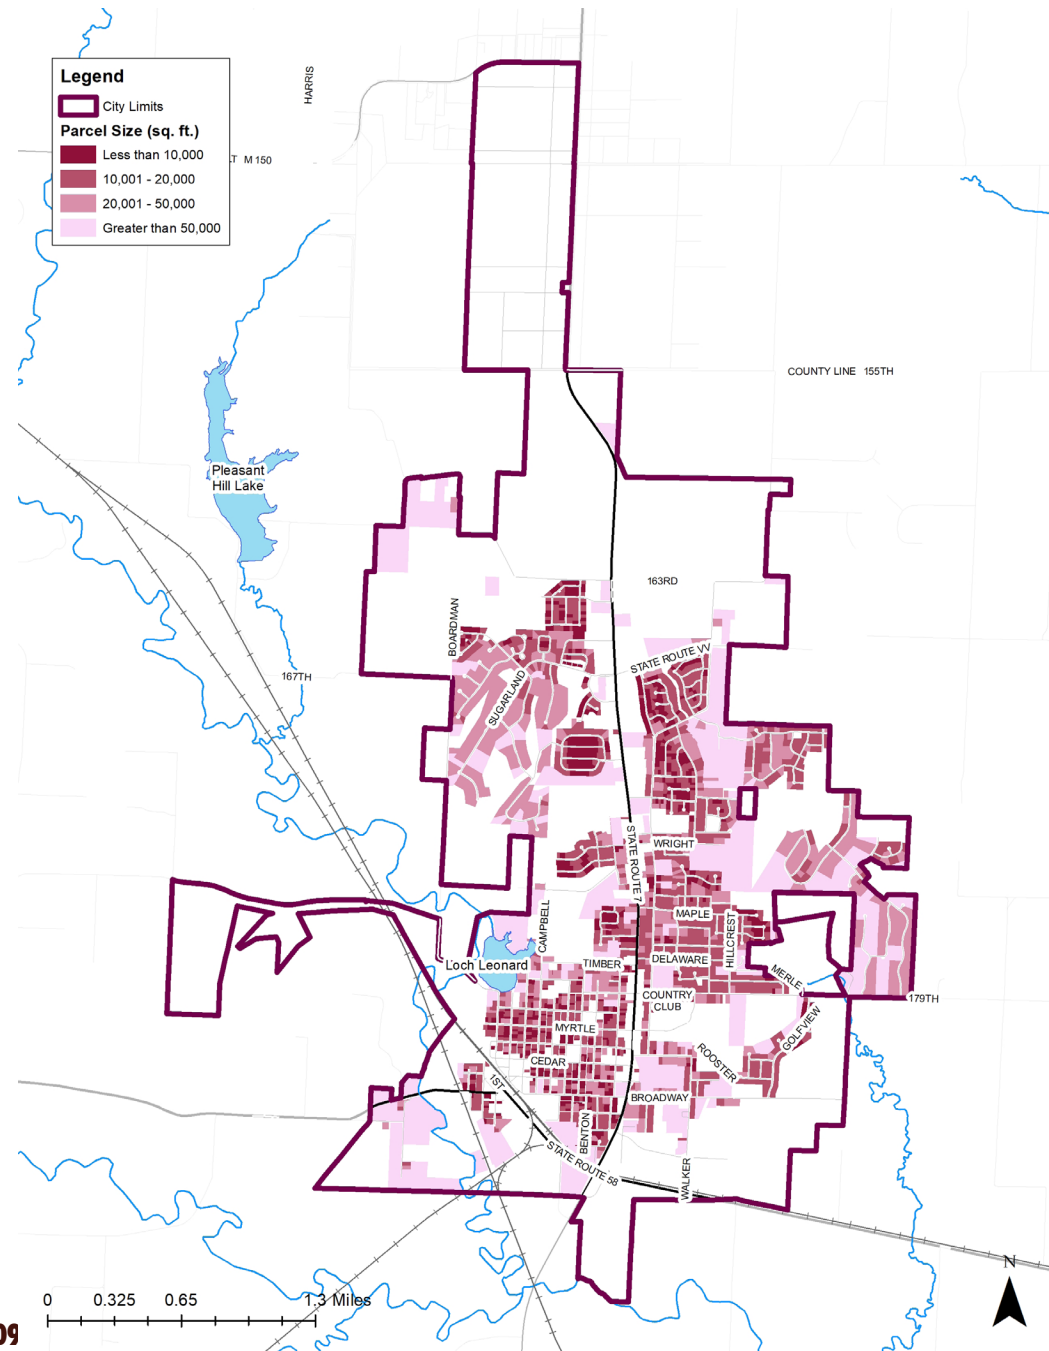 Legend
City Limits
Parcel Size (sq. ft.)
Less than 10,000
10,001 - 20,000
20,001 - 50,000
Greater than 50,000
HARRIS
T M 150
COUNTY LINE 155TH
Pleasant
Hill Lake
163RD
BOARDMAN
STATE ROUTE VV
167TH
SUGARLAND
STATE ROUTE 7
WRIGHT
MAPLE
HILLCREST
CAMPBELL
Loch Leonard
TIMBER
DELAWARE
MERLE
179TH
COUNTRY
CLUB
MYRTLE
GOLFVIEW
CEDAR
ROOSTER
1ST
BROADWAY
BENTON
STATE ROUTE 58
WALKER
N
0 0.325 0.65 1.3 Miles
09